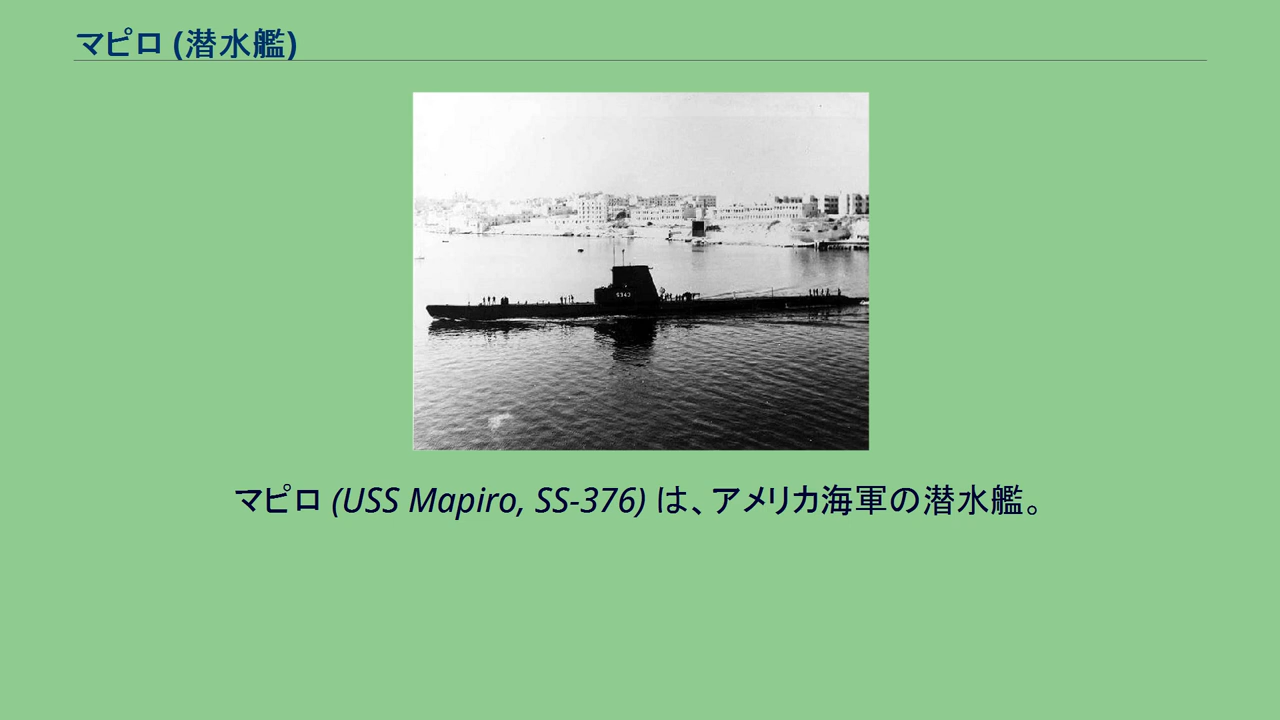 マピロ (潜水艦)
S343
マピロ (USS Mapiro, SS-376) は、アメリカ海軍の潜水艦。